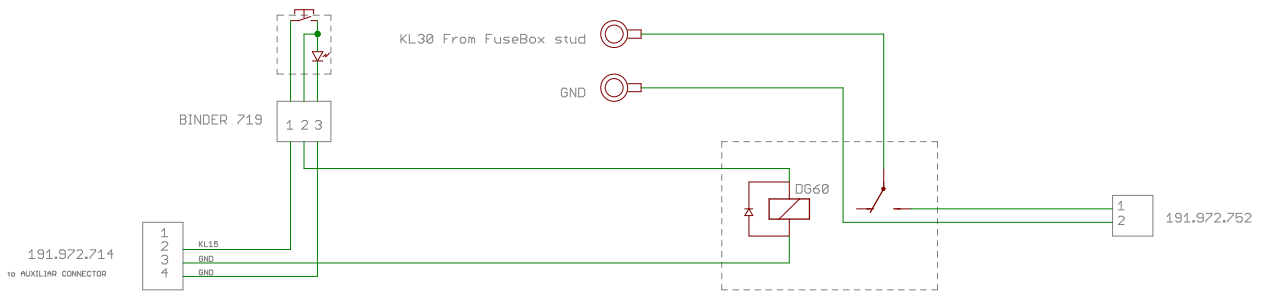 KL30 From FuseBox stud
GND
BINDER 719
1 2 3
DG60
1
2
191.972.752
1
2
3
4
KL15
GND
GND
191.972.714
to AUXILIAR CONNECTOR